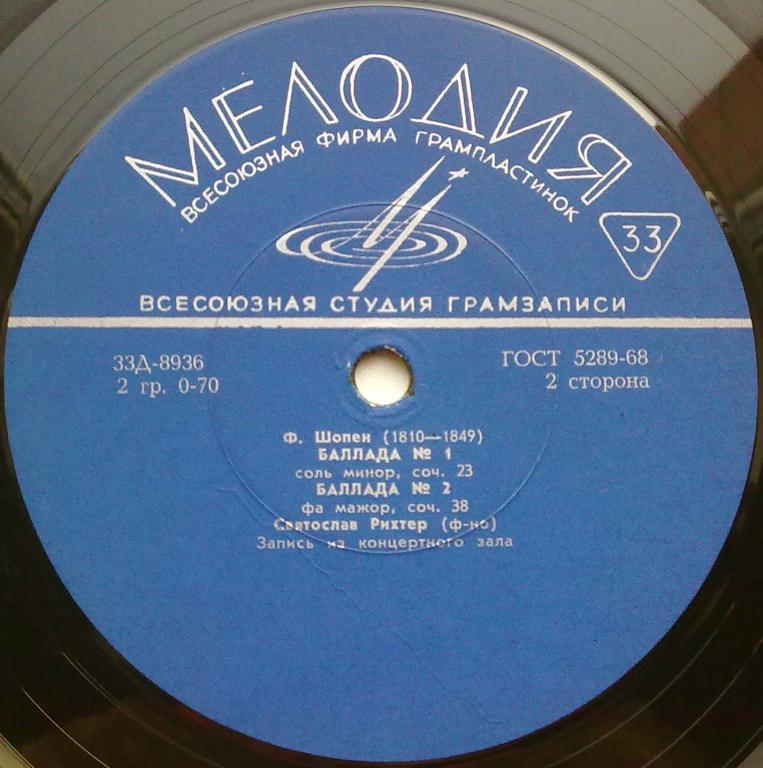 МЕЛОДИЯ
ВСЕСОЮЗНАЯ ФИРМА ГРАМПЛАСТИНОК
33
ВСЕСОЮЗНАЯ СТУДИЯ ГРАМЗАПИСИ
33Д-8936
2 гр. 0-70
ГОСТ 5289-68
2 сторона
Ф. Шопен (1810—1849)
БАЛЛАДА № 1
соль минор, соч. 23
БАЛЛАДА № 2
фа мажор, соч. 38
Святослав Рихтер (ф-но)
Запись из концертного зала